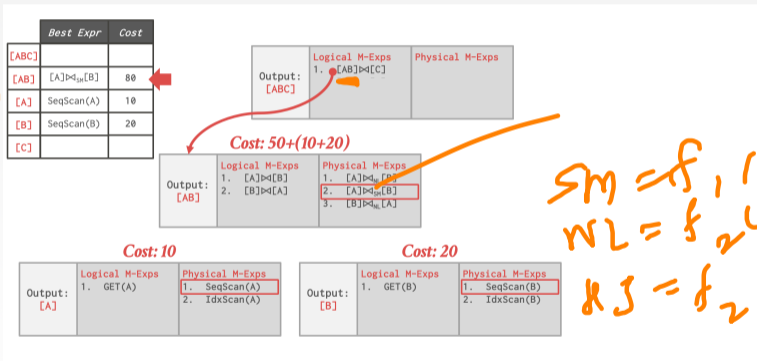 Best Expr Cost
[ABC]
[AB] [A]⋈SM[B] 80
[A] SeqScan(A) 10
[B] SeqScan(B) 20
[C]
Output:
[ABC]
Logical M-Exps
1. [AB]⋈[C]
Physical M-Exps
Cost: 50+(10+20)
Output:
[AB]
Logical M-Exps
1. [A]⋈[B]
2. [B]⋈[A]
Physical M-Exps
1. [A]⋈NL[B]
2. [A]⋈SM[B]
3. [B]⋈NL[A]
Cost: 10
Output:
[A]
Logical M-Exps
1. GET(A)
Physical M-Exps
1. SeqScan(A)
2. IdxScan(A)
Cost: 20
Output:
[B]
Logical M-Exps
1. GET(B)
Physical M-Exps
1. SeqScan(B)
2. IdxScan(B)
SM = f1
NL = f2
HJ = f2